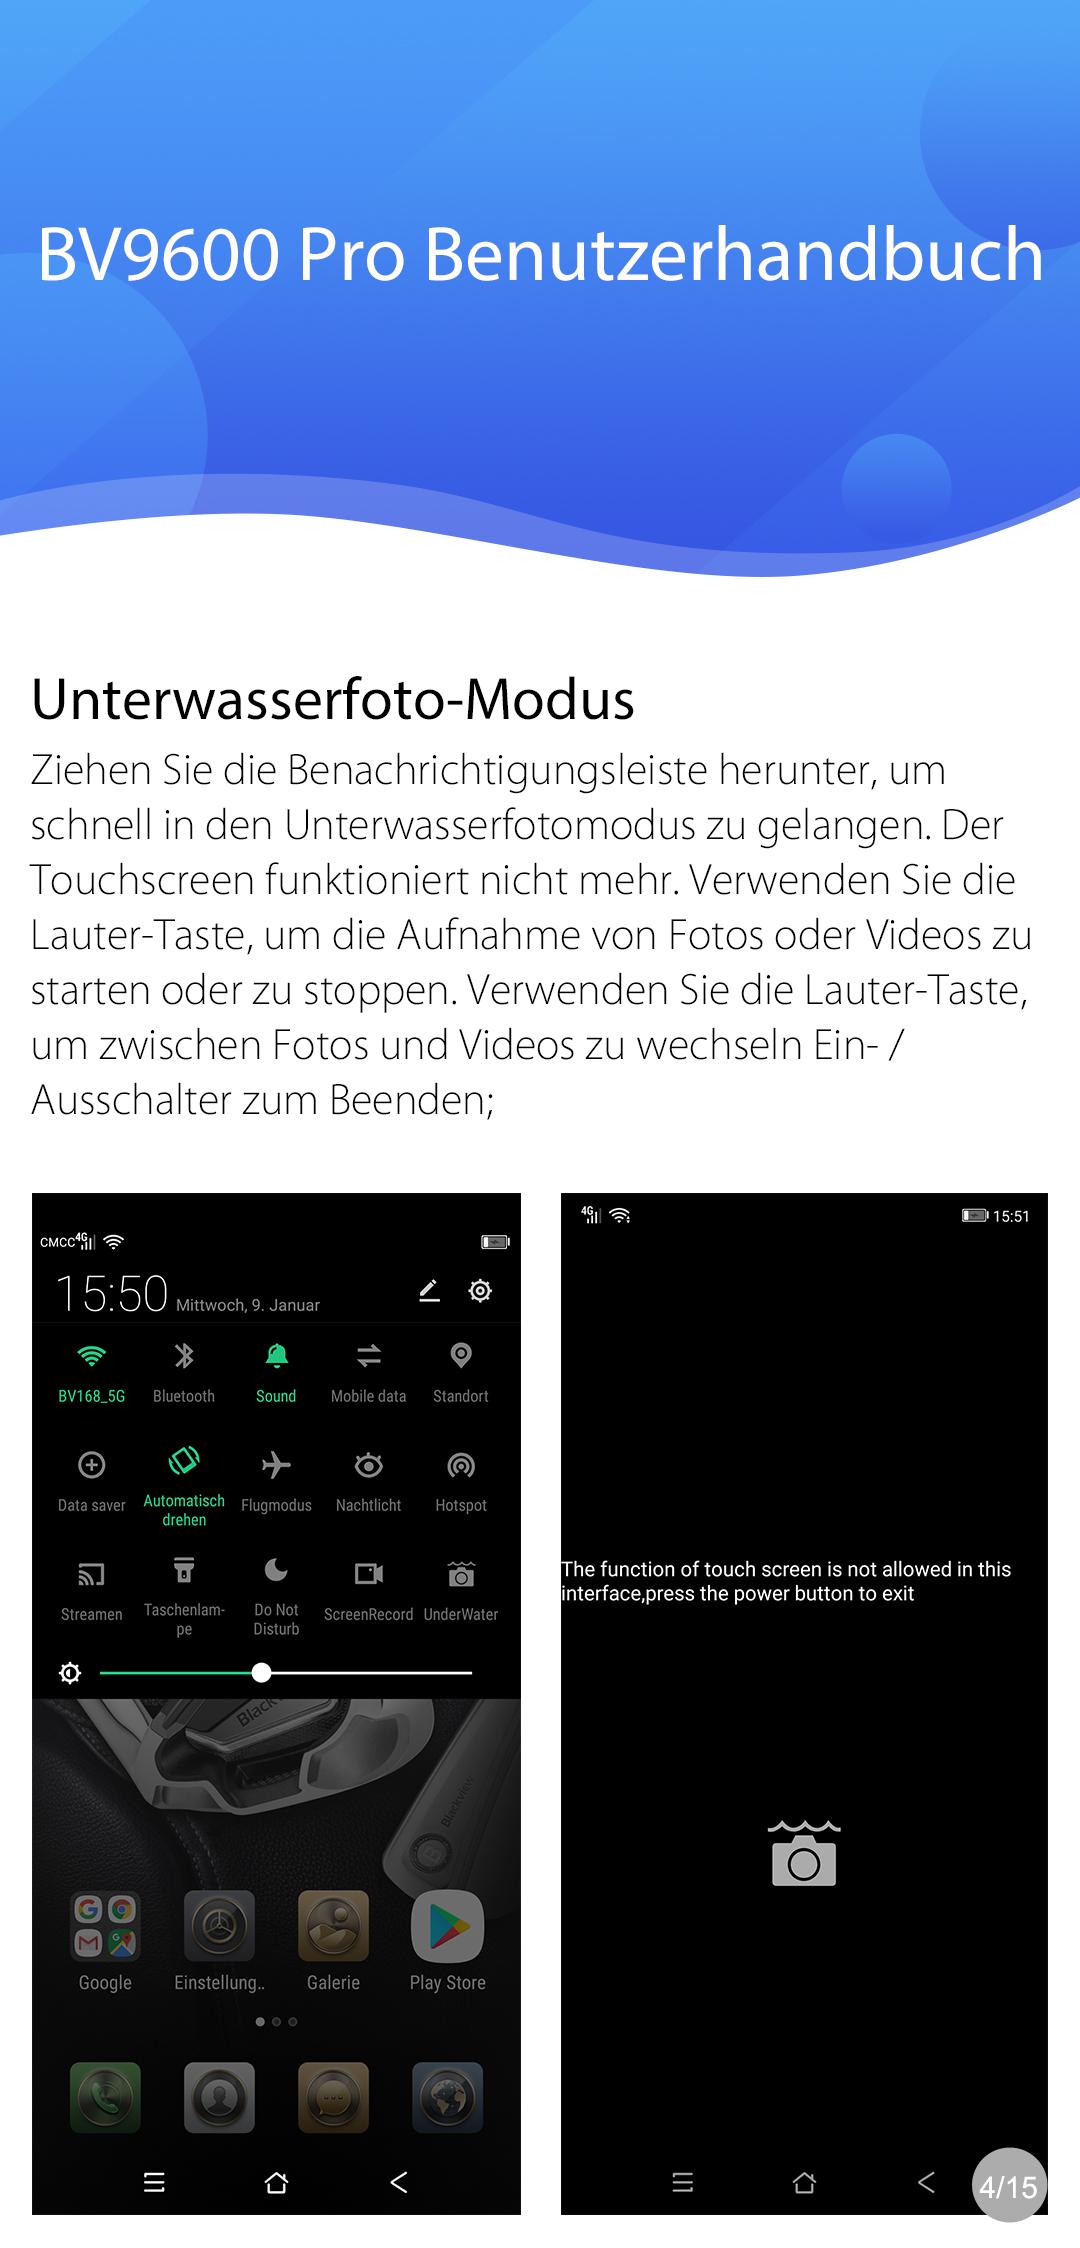 BV9600 Pro Benutzerhandbuch
Unterwasserfoto-Modus
Ziehen Sie die Benachrichtigungsleiste herunter, um
schnell in den Unterwasserfotomodus zu gelangen. Der
Touchscreen funktioniert nicht mehr. Verwenden Sie die
Lauter-Taste, um die Aufnahme von Fotos oder Videos zu
starten oder zu stoppen. Verwenden Sie die Lauter-Taste,
um zwischen Fotos und Videos zu wechseln Ein- /
Ausschalter zum Beenden;
CMCC 4G
15:50 Mittwoch, 9. Januar
BV168_5G Bluetooth Sound Mobile data Standort
Data saver Automatisch Flugmodus Nachtlicht Hotspot
drehen
Streamen Taschenlam- Do Not ScreenRecord UnderWater
pe Disturb
Blackview
Blackview
Google Einstellung.. Galerie Play Store
4G 15:51
The function of touch screen is not allowed in this
interface,press the power button to exit
4/15